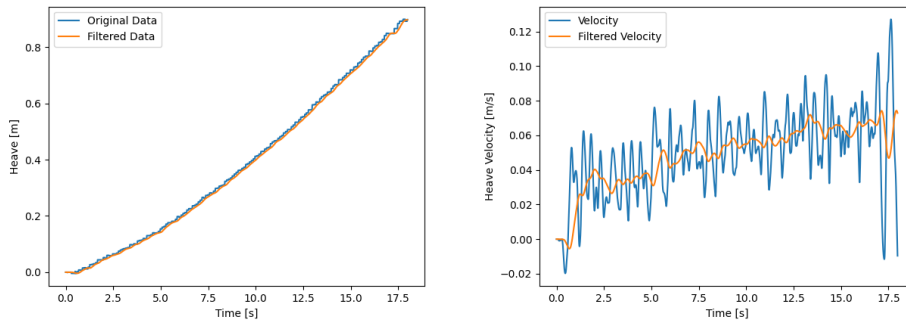 Original Data
Filtered Data
0.8
0.6
0.4
0.2
0.0
Heave [m]
0.0 2.5 5.0 7.5 10.0 12.5 15.0 17.5
Time [s]
Velocity
Filtered Velocity
0.12
0.10
0.08
0.06
0.04
0.02
0.00
−0.02
Heave Velocity [m/s]
0.0 2.5 5.0 7.5 10.0 12.5 15.0 17.5
Time [s]